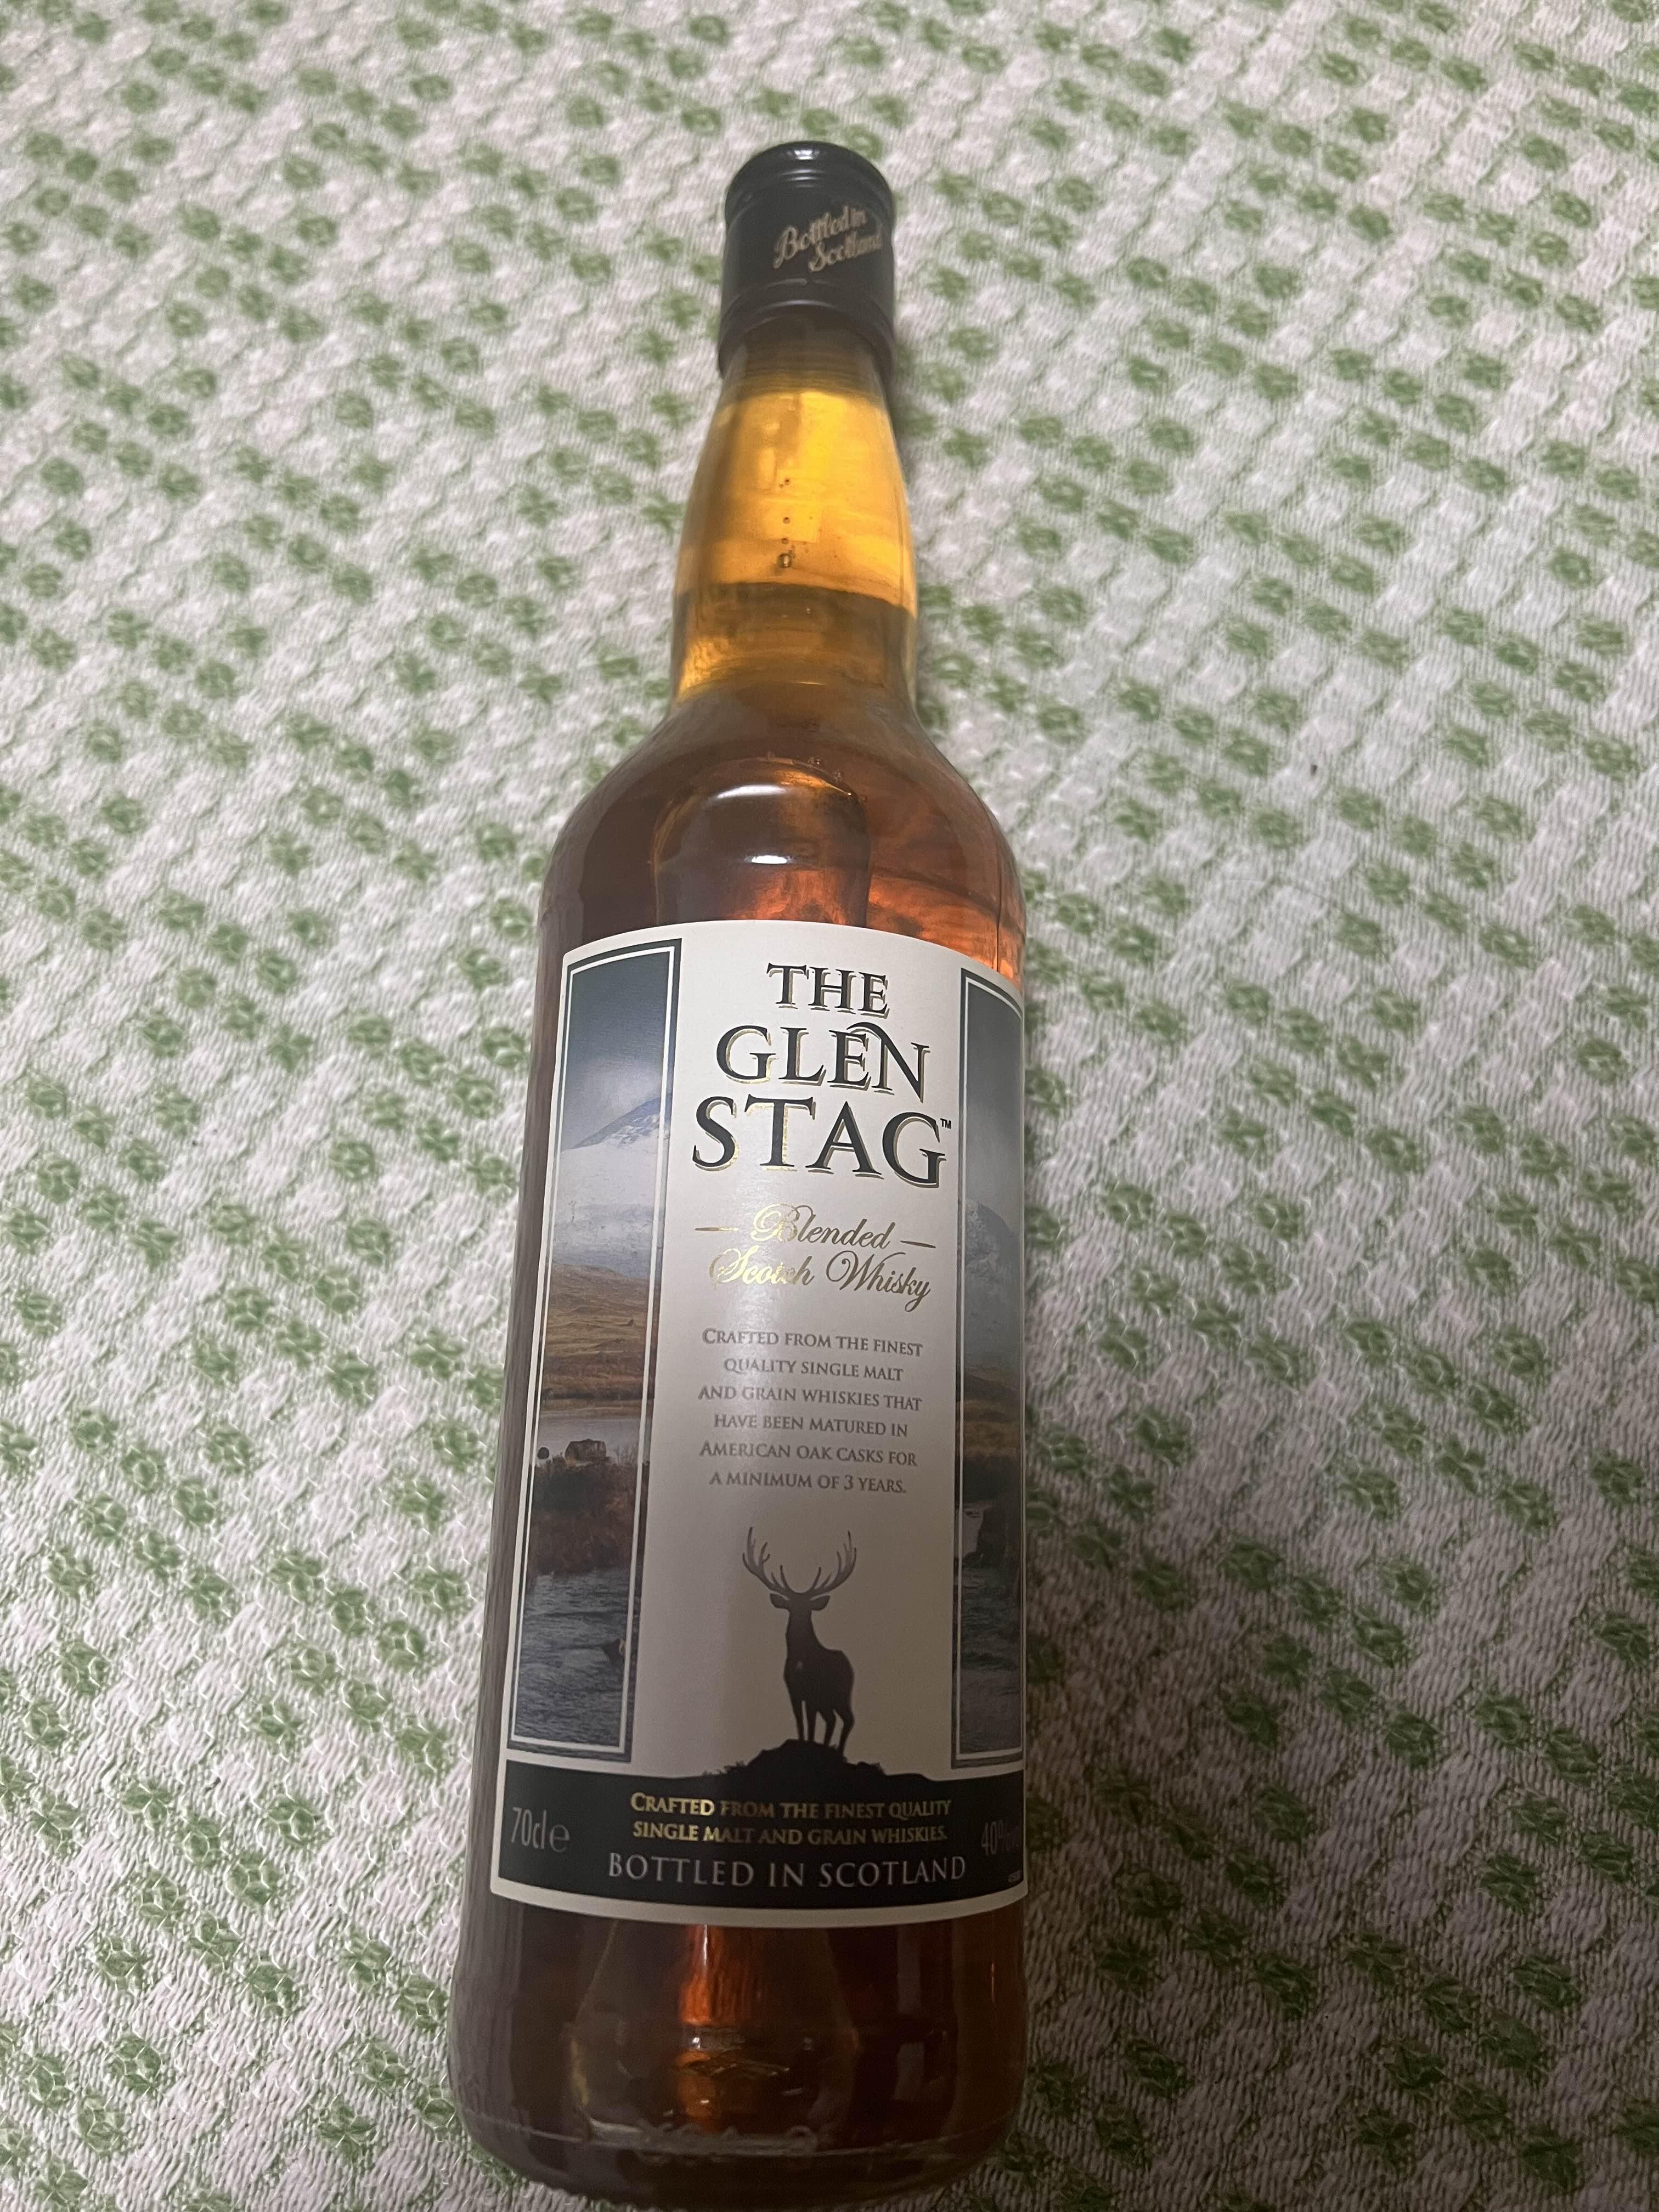 Bottled in
Scotland
THE
GLEN
STAG™
Blended
Scotch Whisky
CRAFTED FROM THE FINEST
QUALITY SINGLE MALT
AND GRAIN WHISKIES THAT
HAVE BEEN MATURED IN
AMERICAN OAK CASKS FOR
A MINIMUM OF 3 YEARS.
CRAFTED FROM THE FINEST QUALITY
SINGLE MALT AND GRAIN WHISKIES.
70cl e
40%
BOTTLED IN SCOTLAND